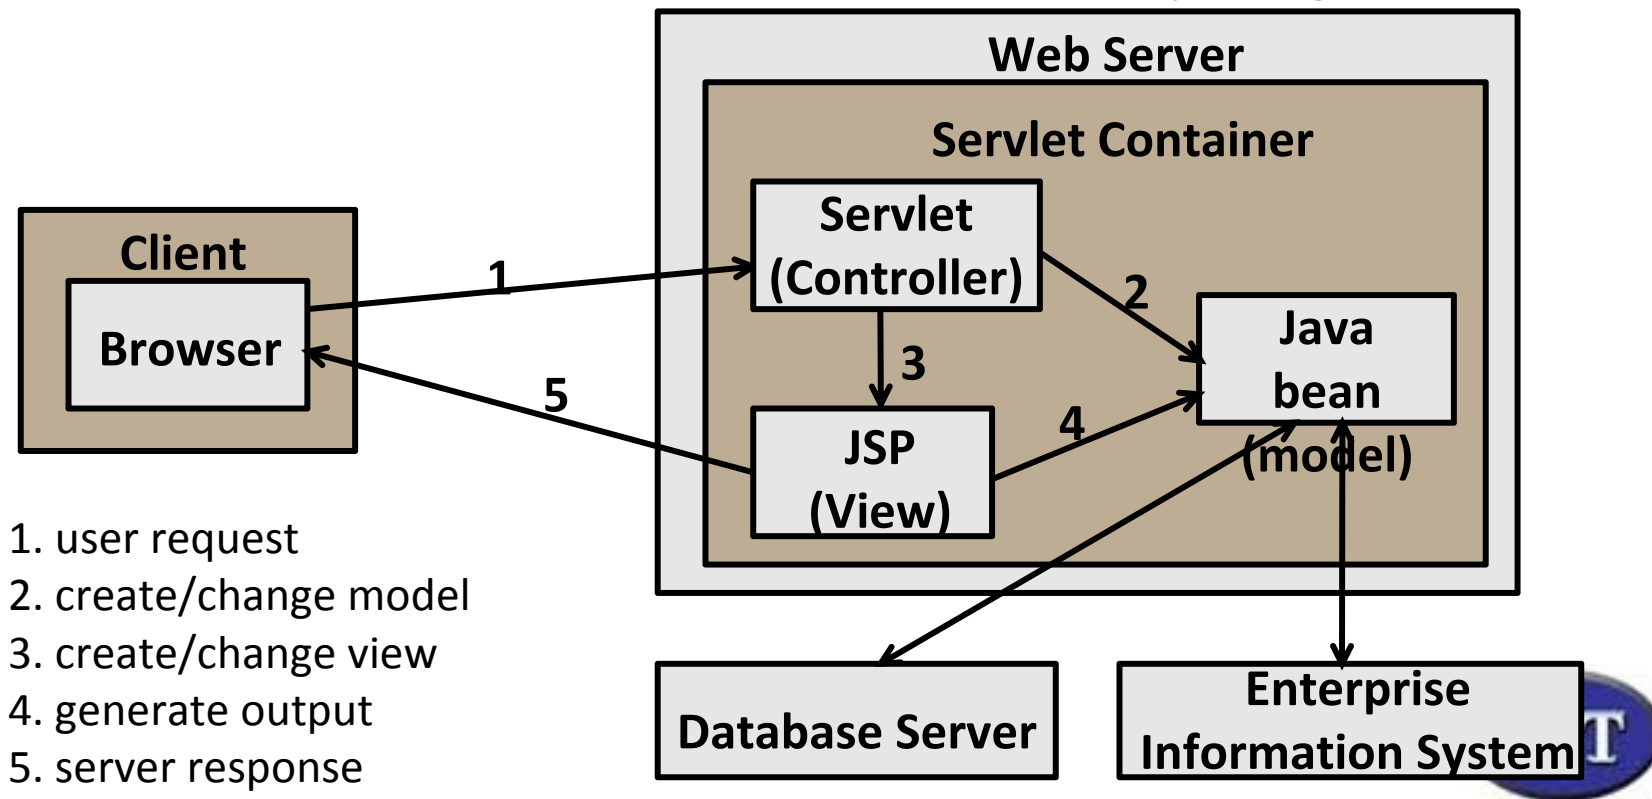 Web Server
Servlet Container
Servlet
(Controller)
Client
Browser
1
2
3
4
5
Java
bean
(model)
JSP
(View)
1. user request
2. create/change model
3. create/change view
4. generate output
5. server response
Database Server
Enterprise
Information System
T